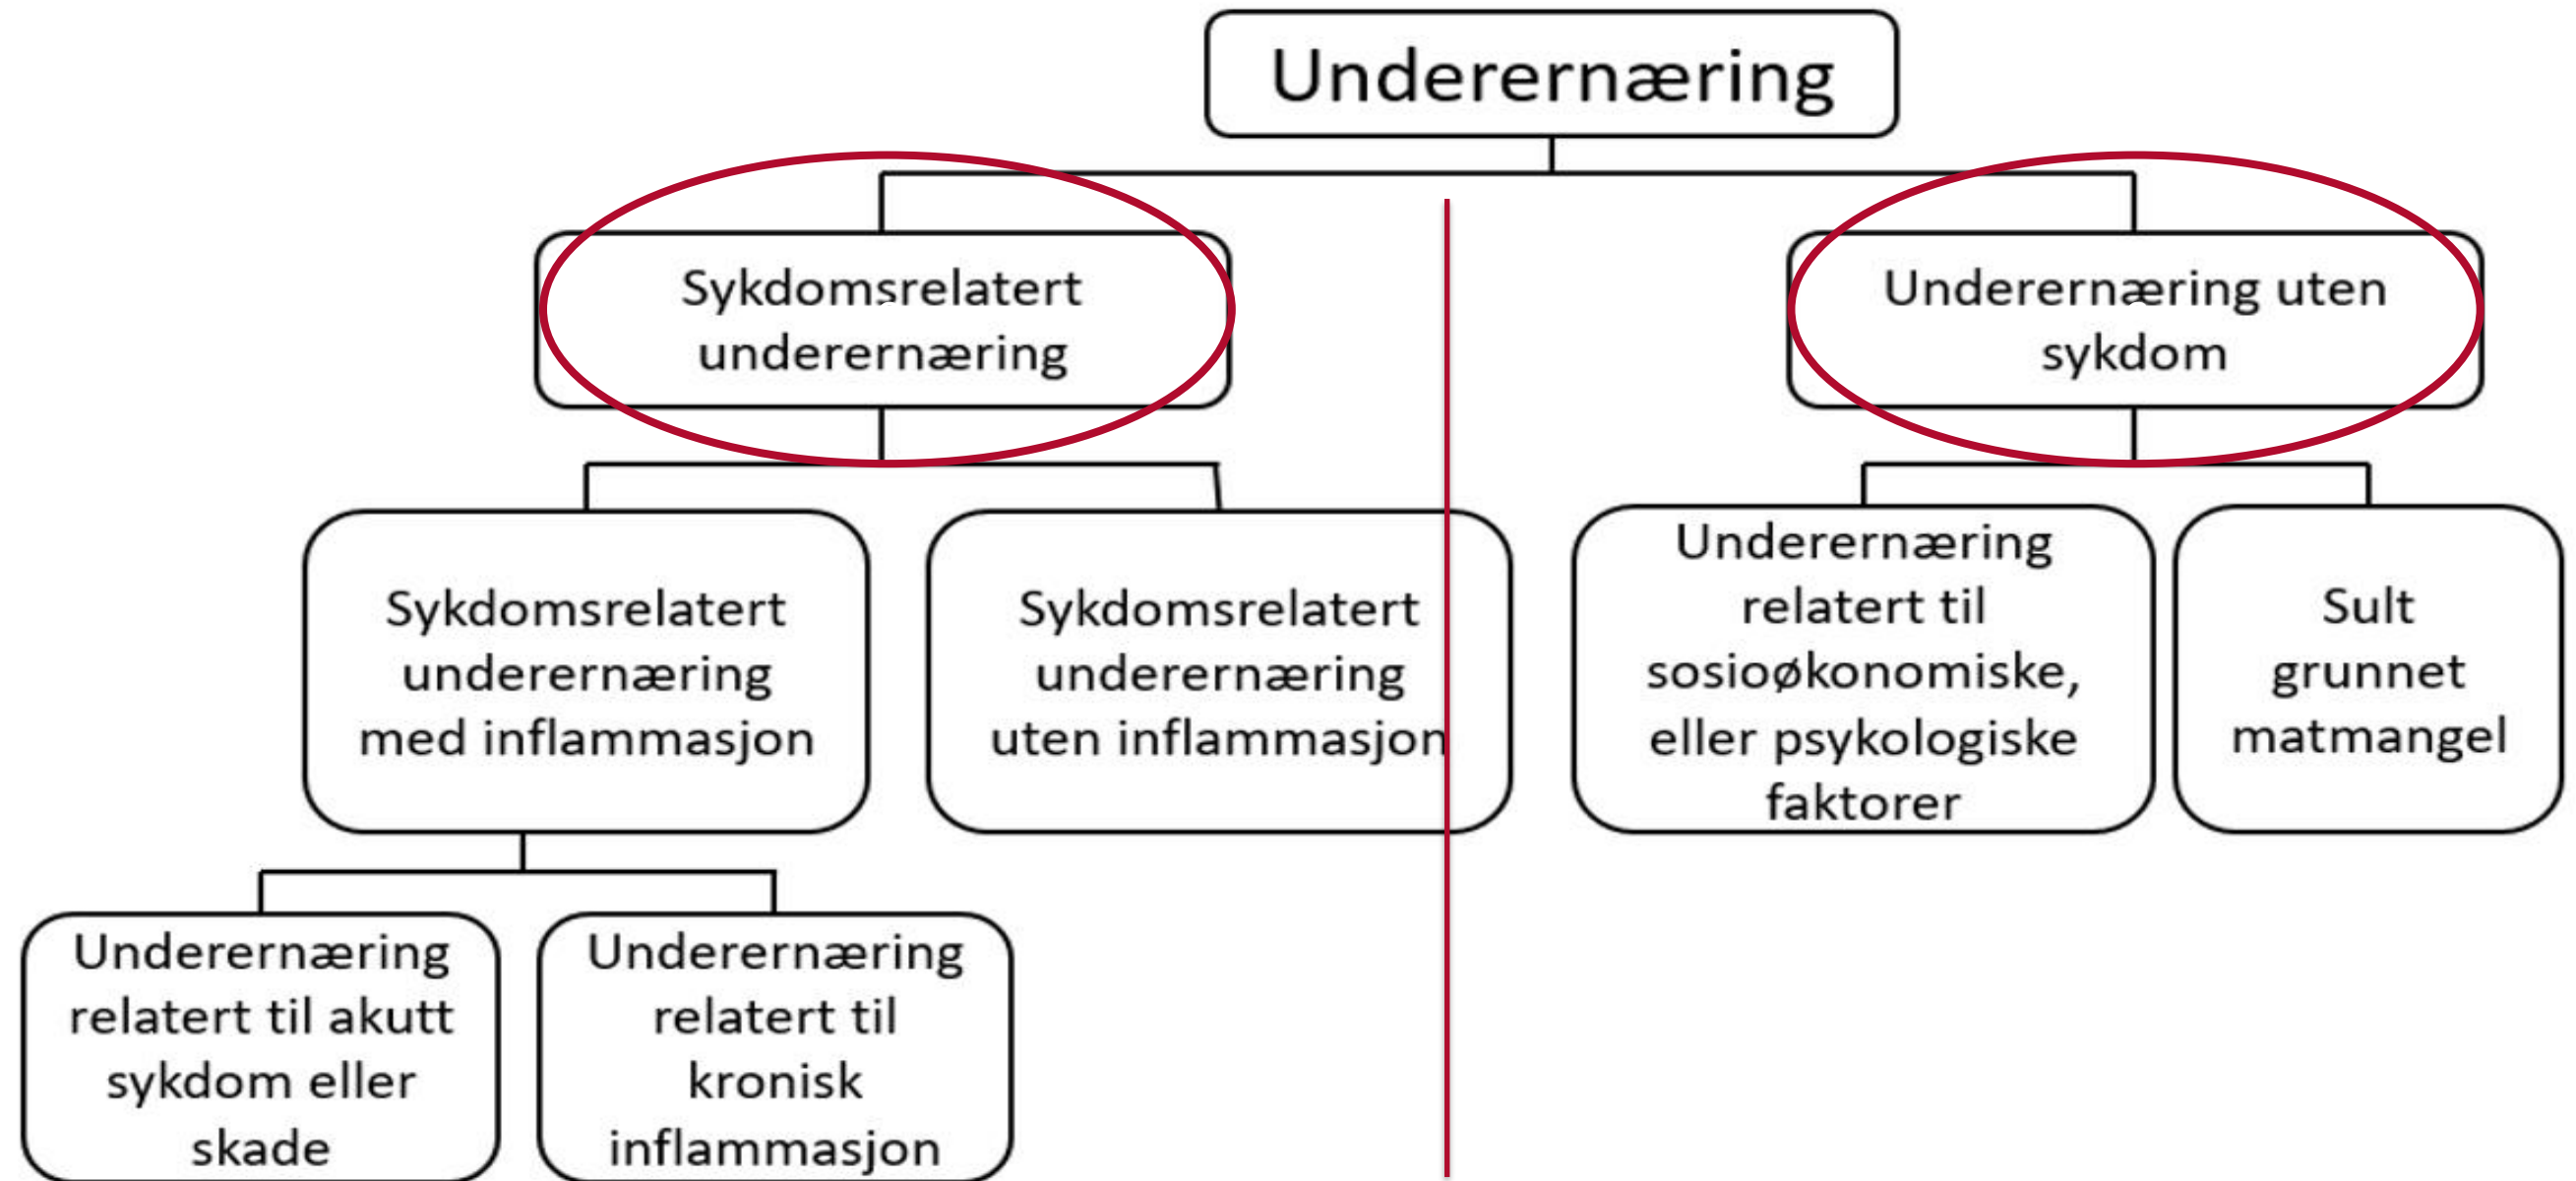 Underernæring
Sykdomsrelatert
underernæring
Underernæring uten
sykdom
Sykdomsrelatert
underernæring
med inflammasjon
Sykdomsrelatert
underernæring
uten inflammasjon
Underernæring
relatert til
sosioøkonomiske,
eller psykologiske
faktorer
Sult
grunnet
matmangel
Underernæring
relatert til akutt
sykdom eller
skade
Underernæring
relatert til
kronisk
inflammasjon